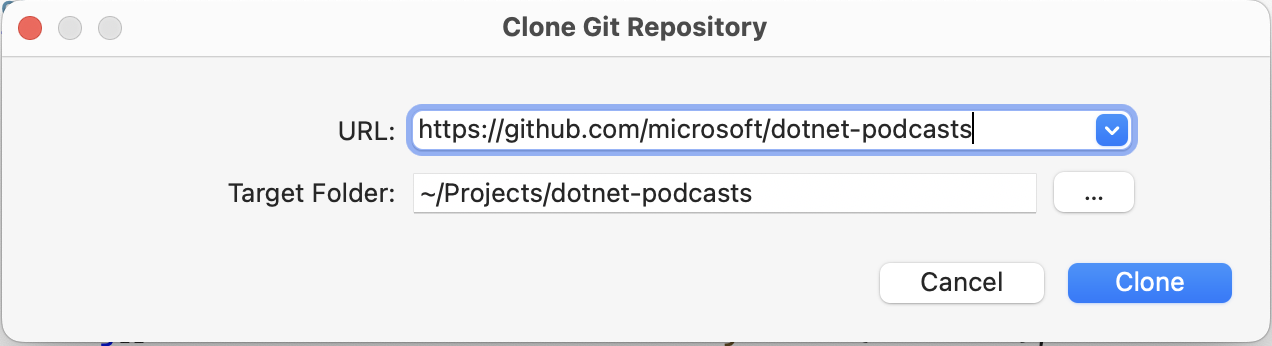 Clone Git Repository
URL: https://github.com/microsoft/dotnet-podcasts
Target Folder: ~/Projects/dotnet-podcasts ...
Cancel Clone